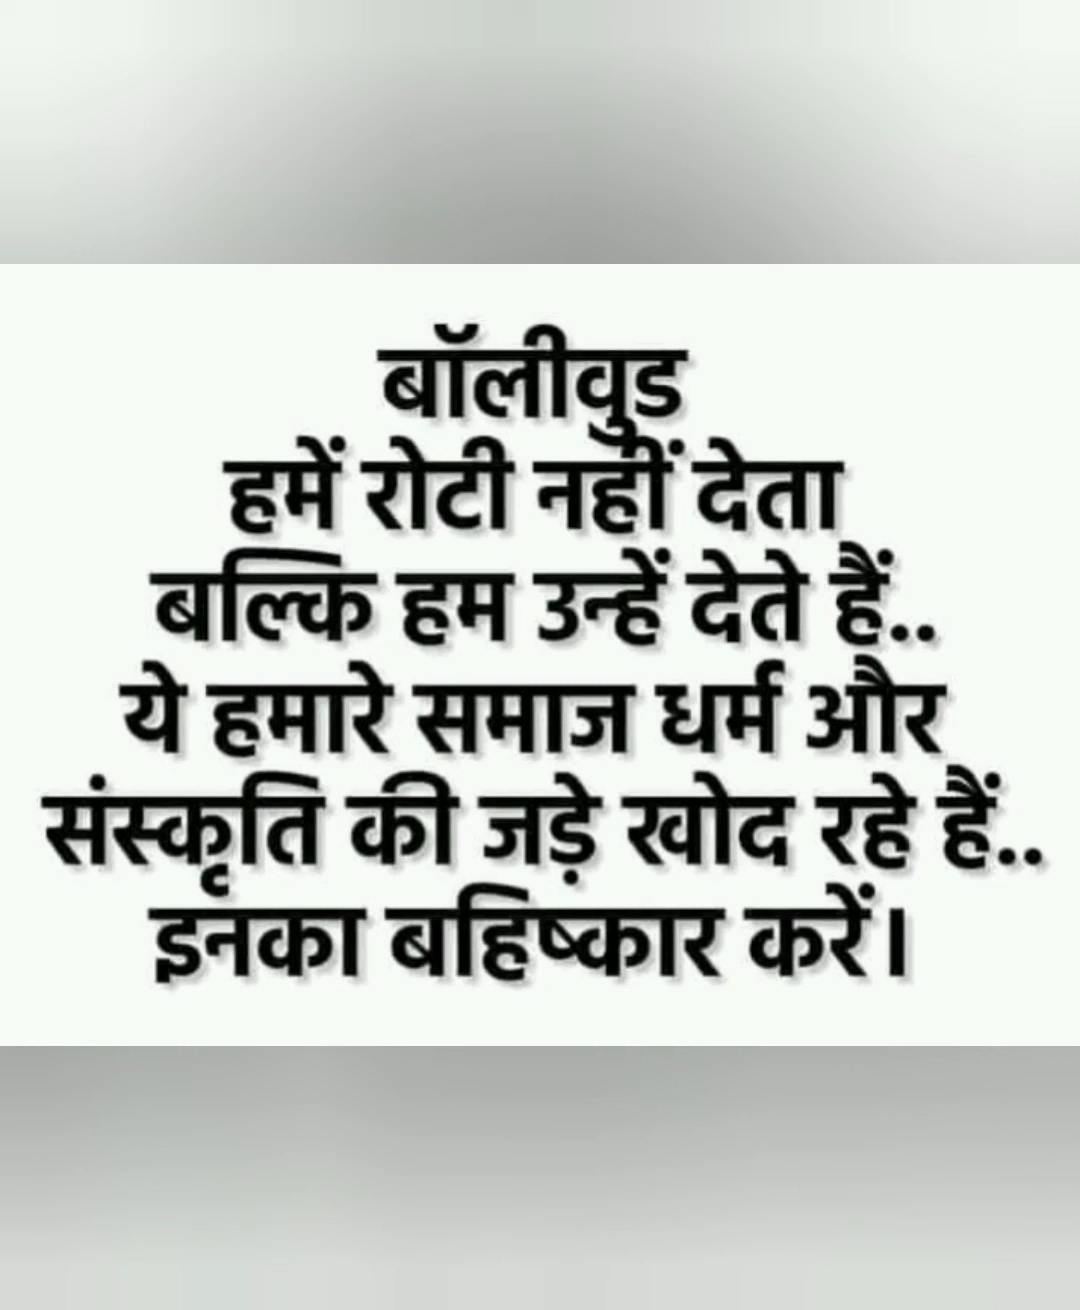 बॉलीवुड
हमें रोटी नहीं देता
बल्कि हम उन्हें देते हैं..
ये हमारे समाज धर्म और
संस्कृति की जड़े खोद रहे हैं..
इनका बहिष्कार करें।